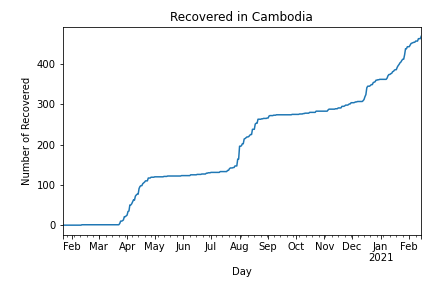 Recovered in Cambodia
Number of Recovered
400
300
200
100
0
Feb Mar Apr May Jun Jul Aug Sep Oct Nov Dec Jan Feb
2021
Day